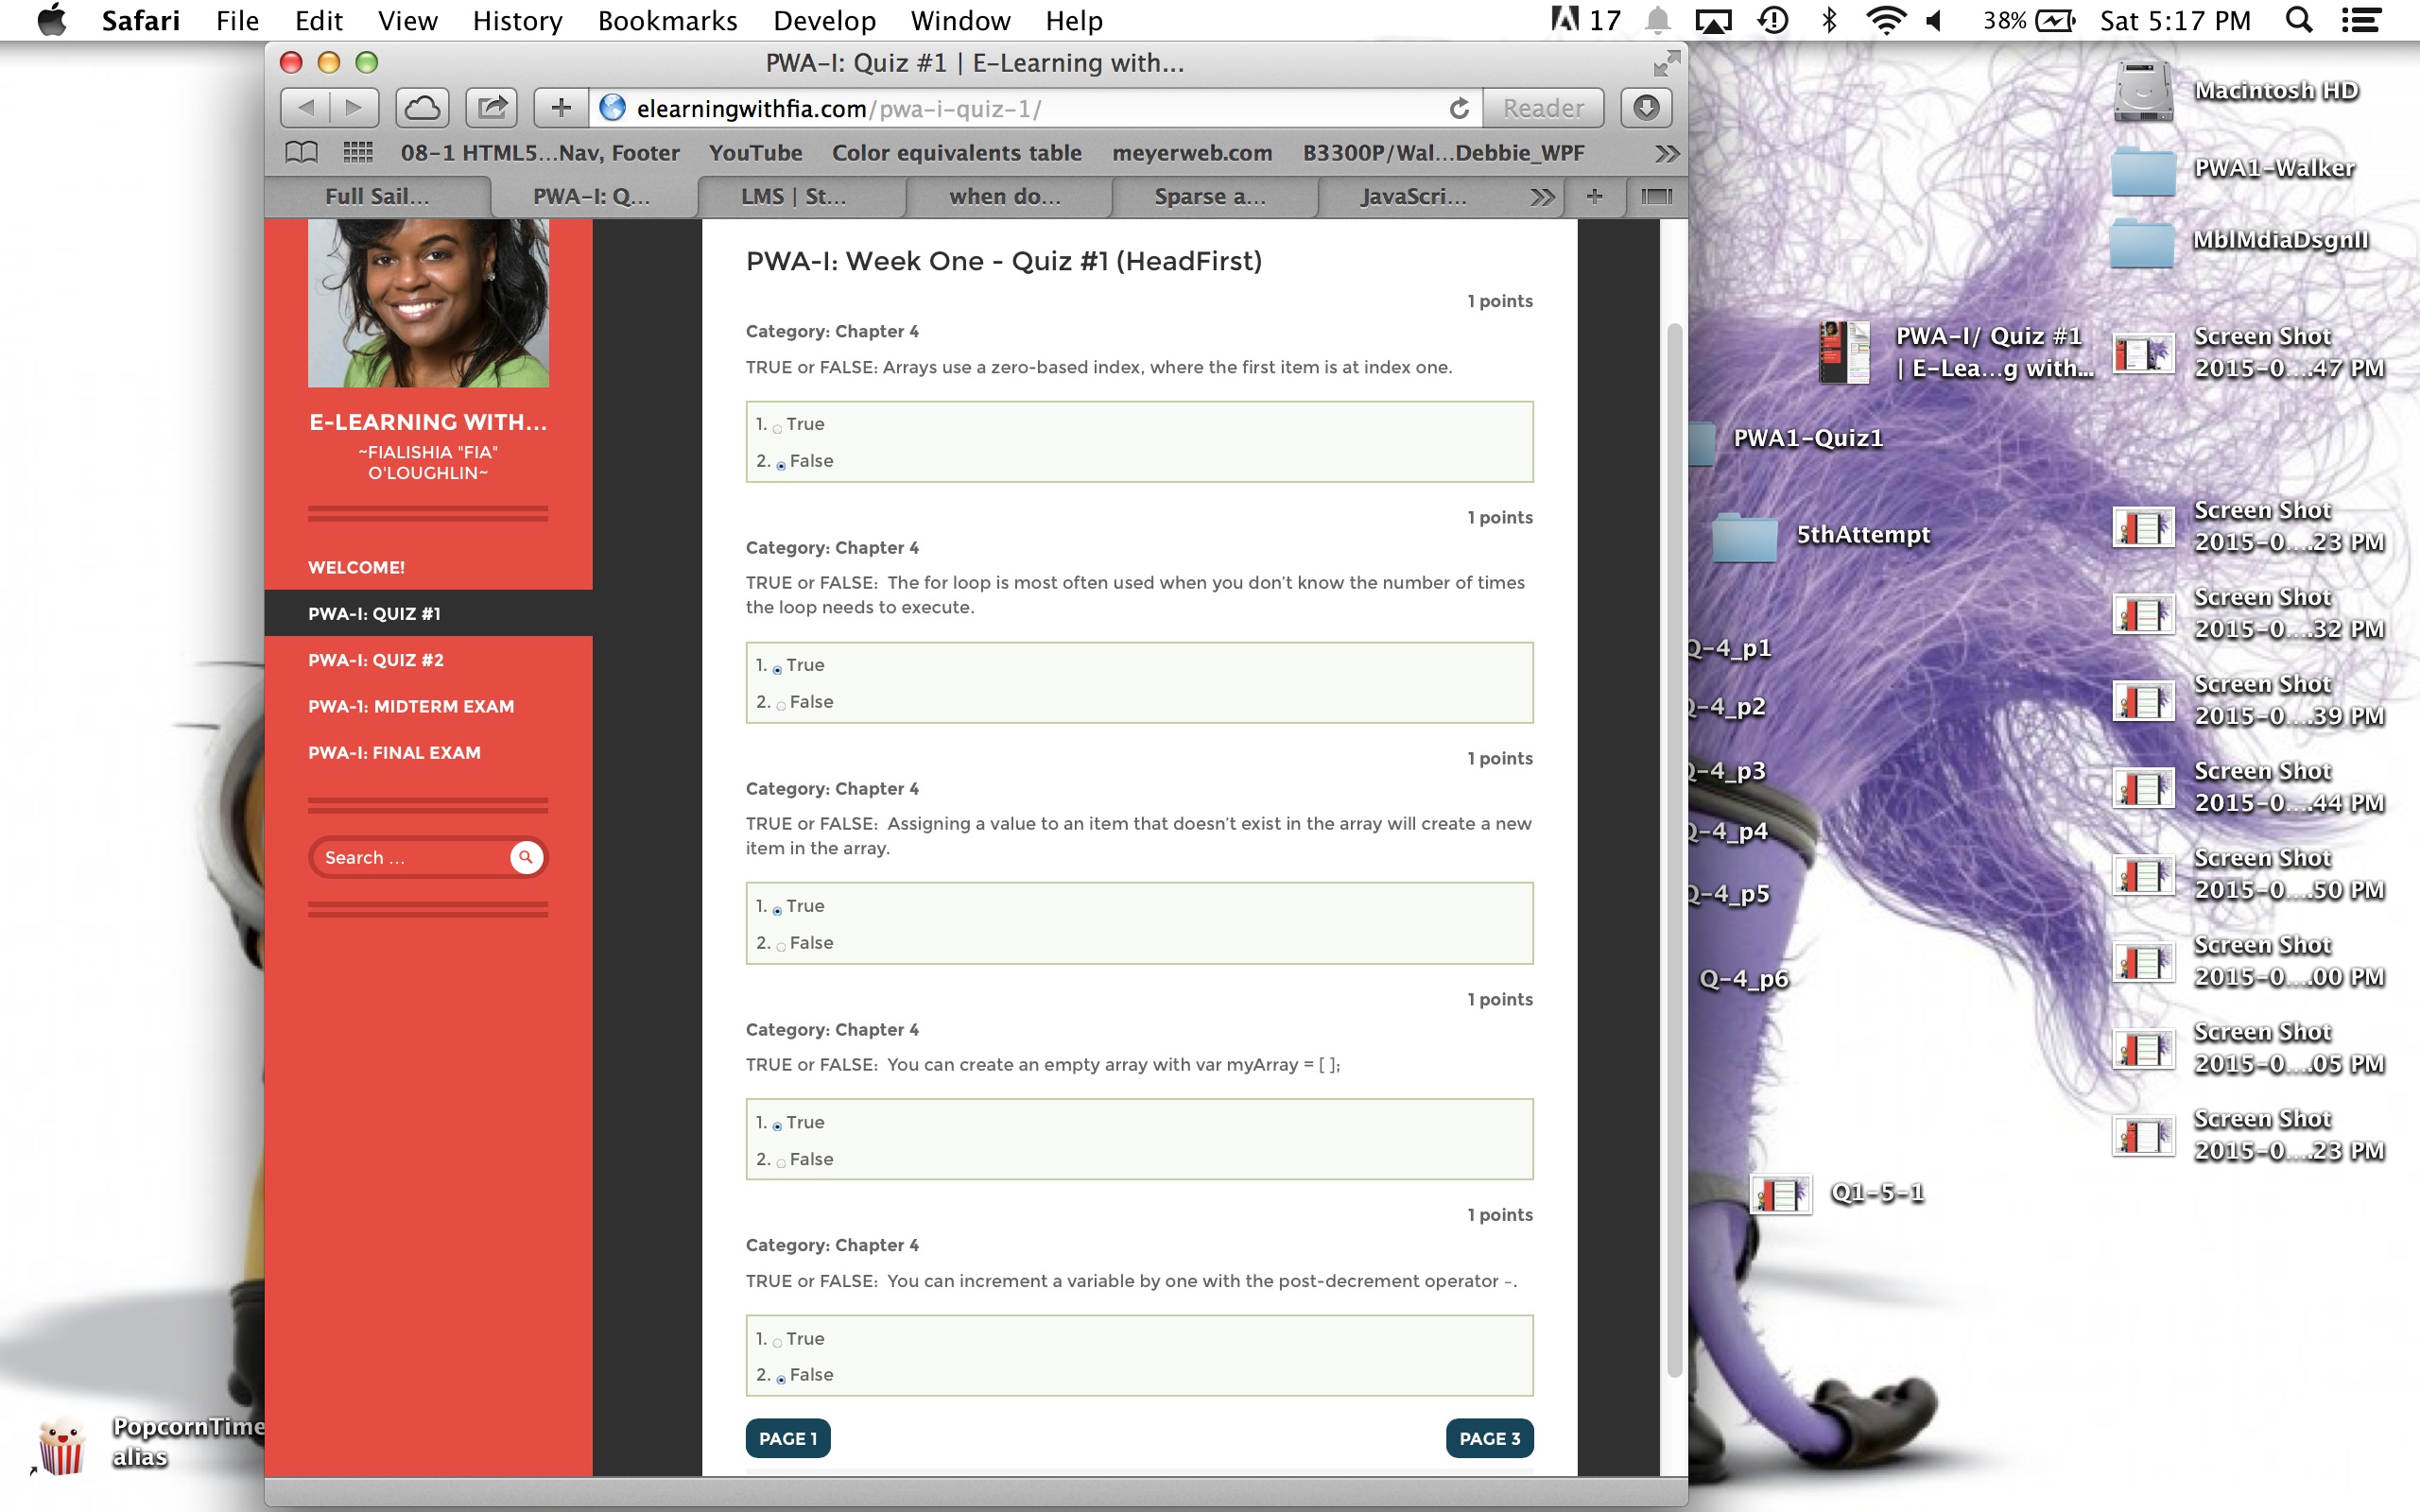 Safari File Edit View History Bookmarks Develop Window Help
17 38% Sat 5:17 PM
PWA-I: Quiz #1 | E-Learning with...
elearningwithfia.com/pwa-i-quiz-1/
Reader
08-1 HTML5...Nav, Footer YouTube Color equivalents table meyerweb.com B3300P/Wal...Debbie_WPF
Full Sail... PWA-I: Q... LMS | St... when do... Sparse a... JavaScri...
E-LEARNING WITH...
~FIALISHIA "FIA"
O'LOUGHLIN~
WELCOME!
PWA-I: QUIZ #1
PWA-I: QUIZ #2
PWA-1: MIDTERM EXAM
PWA-I: FINAL EXAM
Search ...
PWA-I: Week One - Quiz #1 (HeadFirst)
1 points
Category: Chapter 4
TRUE or FALSE: Arrays use a zero-based index, where the first item is at index one.
1. True
2. False
1 points
Category: Chapter 4
TRUE or FALSE: The for loop is most often used when you don't know the number of times
the loop needs to execute.
1. True
2. False
1 points
Category: Chapter 4
TRUE or FALSE: Assigning a value to an item that doesn't exist in the array will create a new
item in the array.
1. True
2. False
1 points
Category: Chapter 4
TRUE or FALSE: You can create an empty array with var myArray = [ ];
1. True
2. False
1 points
Category: Chapter 4
TRUE or FALSE: You can increment a variable by one with the post-decrement operator –.
1. True
2. False
PAGE 1
PAGE 3
Macintosh HD
PWA1-Walker
MblMdiaDsgnII
PWA-I/ Quiz #1
| E-Lea...g with...
Screen Shot
2015-0....47 PM
PWA1-Quiz1
Screen Shot
2015-0....23 PM
5thAttempt
Screen Shot
2015-0....32 PM
Q-4_p1
Screen Shot
2015-0....39 PM
Q-4_p2
Q-4_p3
Screen Shot
2015-0....44 PM
Q-4_p4
Screen Shot
2015-0....50 PM
Q-4_p5
Screen Shot
2015-0....00 PM
Q-4_p6
Screen Shot
2015-0....05 PM
Screen Shot
2015-0....23 PM
Q1-5-1
PopcornTime
alias